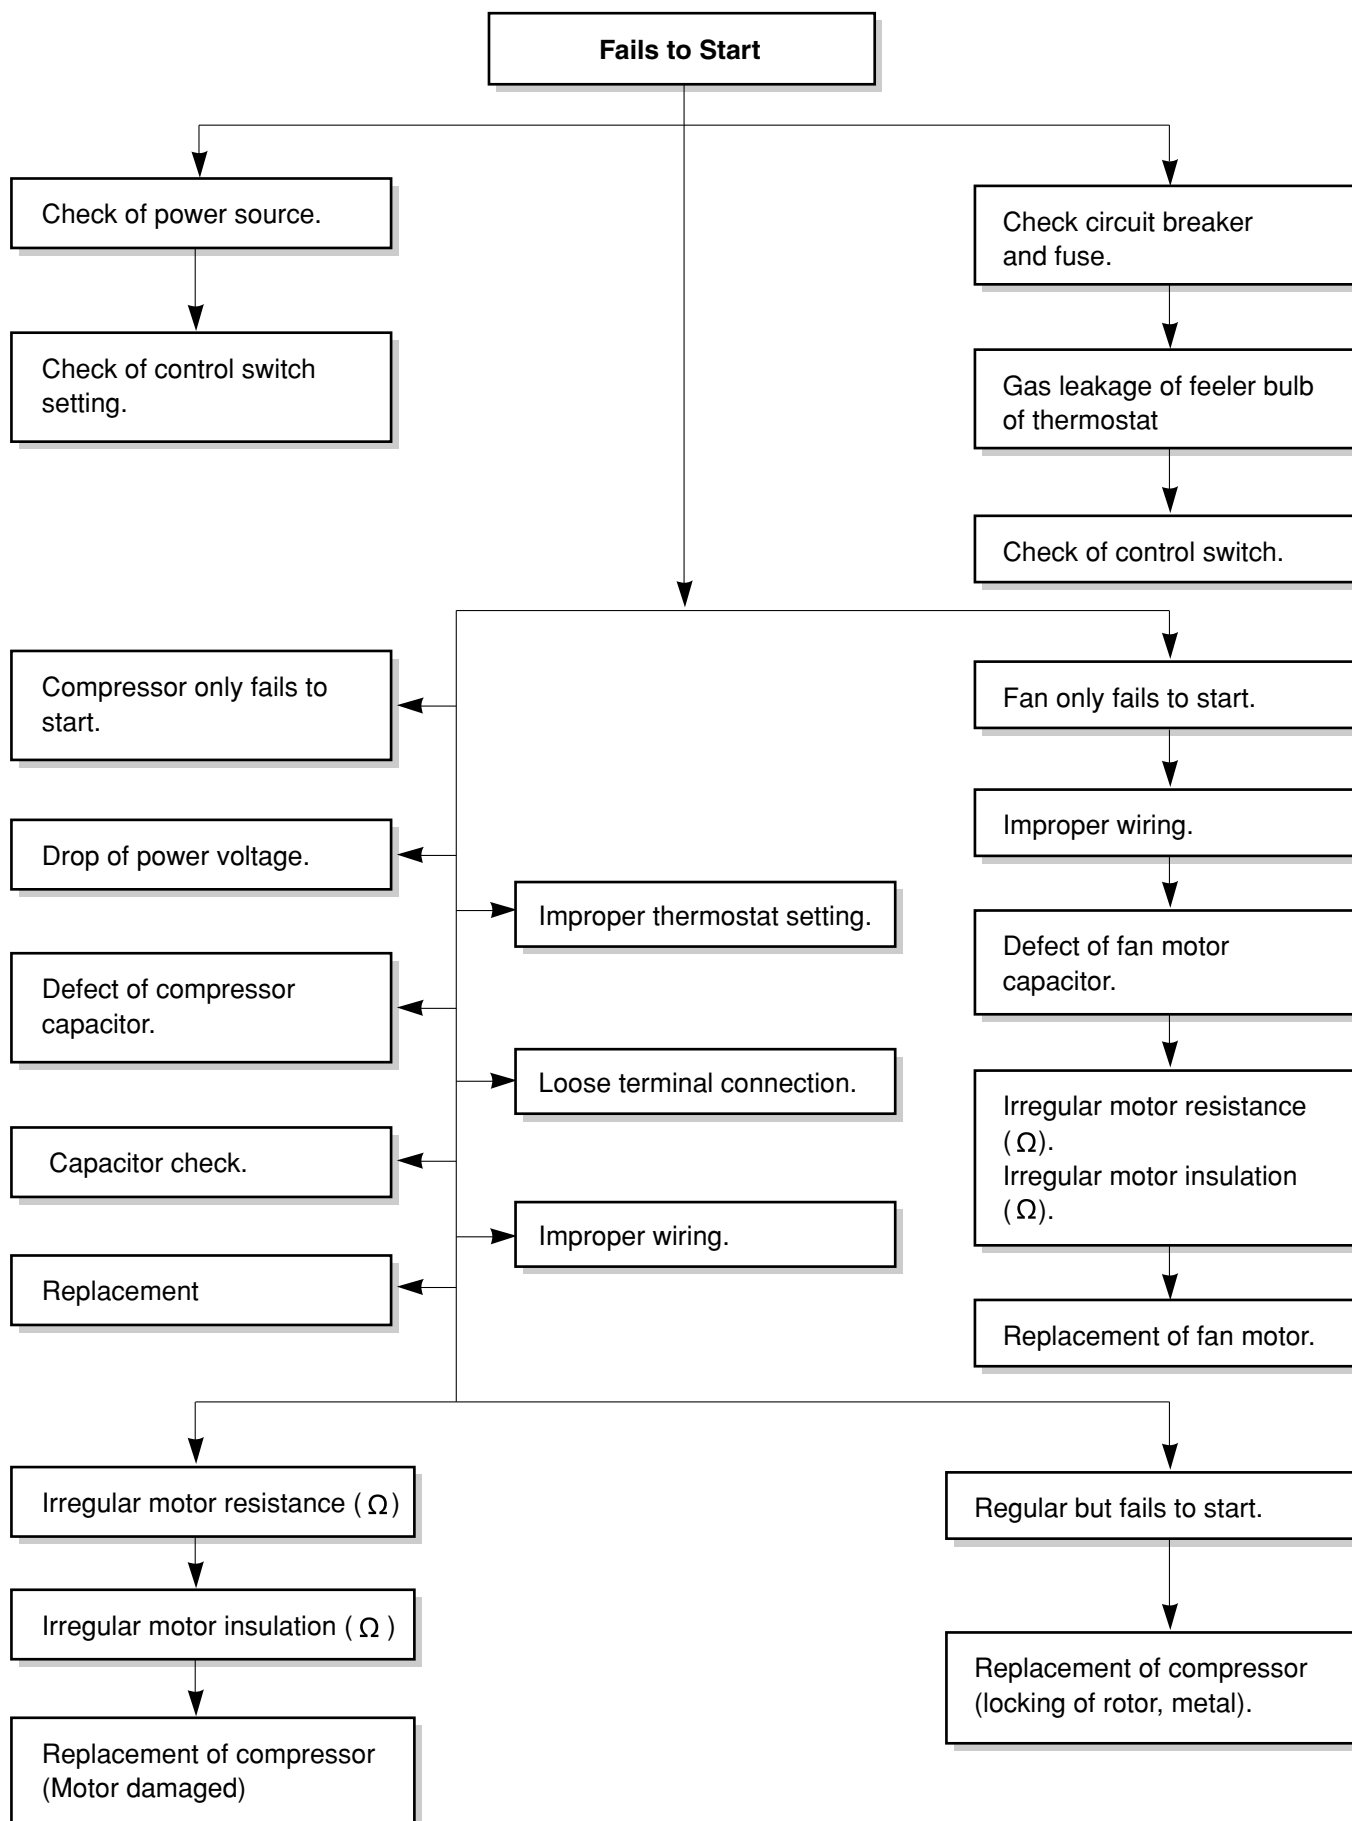 Fails to Start
Check of power source.
Check of control switch
setting.
Check circuit breaker
and fuse.
Gas leakage of feeler bulb
of thermostat
Check of control switch.
Compressor only fails to
start.
Drop of power voltage.
Defect of compressor
capacitor.
Capacitor check.
Replacement
Improper thermostat setting.
Loose terminal connection.
Improper wiring.
Fan only fails to start.
Improper wiring.
Defect of fan motor
capacitor.
Irregular motor resistance
(Ω).
Irregular motor insulation
(Ω).
Replacement of fan motor.
Irregular motor resistance (Ω)
Irregular motor insulation (Ω )
Replacement of compressor
(Motor damaged)
Regular but fails to start.
Replacement of compressor
(locking of rotor, metal).